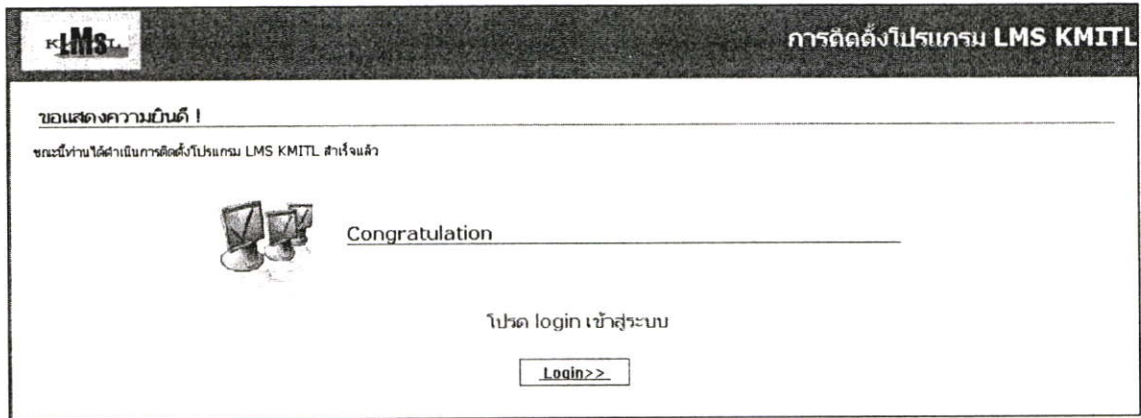 KLMSTL
การติดตั้งโปรแกรม LMS KMITL
ขอแสดงความยินดี !
ขณะนี้ท่านได้ดำเนินการติดตั้งโปรแกรม LMS KMITL สำเร็จแล้ว
Congratulation
โปรด login เข้าสู่ระบบ
Login>>